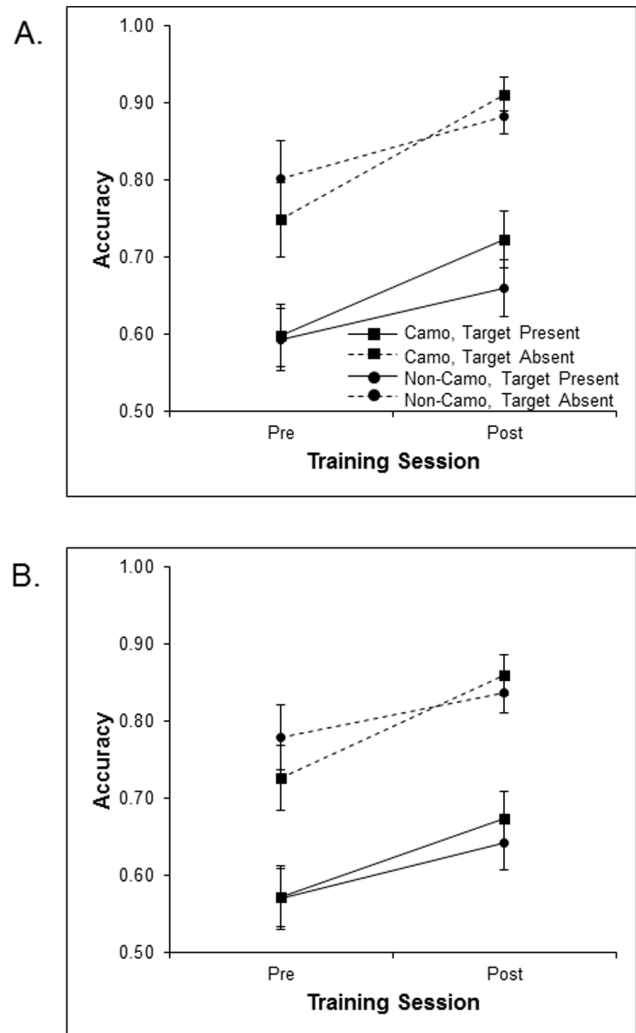 A.
1.00
0.90
0.80
0.70
0.60
0.50
Accuracy
Camo, Target Present
Camo, Target Absent
Non-Camo, Target Present
Non-Camo, Target Absent
Pre
Post
Training Session
B.
1.00
0.90
0.80
0.70
0.60
0.50
Accuracy
Pre
Post
Training Session